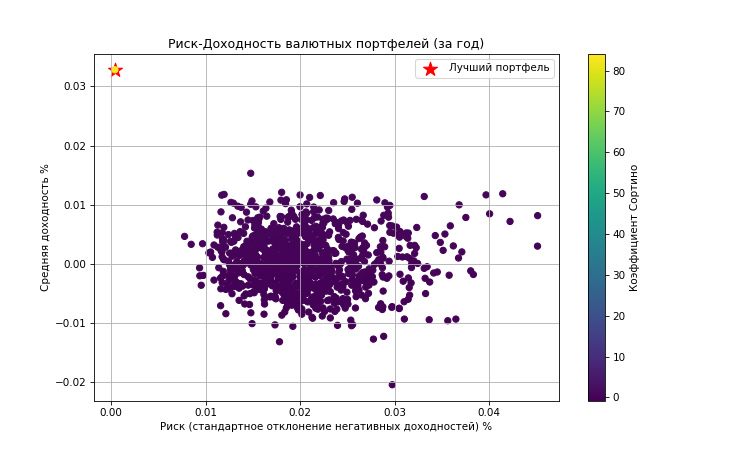 Риск-Доходность валютных портфелей (за год)
Лучший портфель
Средняя доходность %
0.03
0.02
0.01
0.00
−0.01
−0.02
0.00 0.01 0.02 0.03 0.04
Риск (стандартное отклонение негативных доходностей) %
80
70
60
50
40
30
20
10
0
Коэффициент Сортино